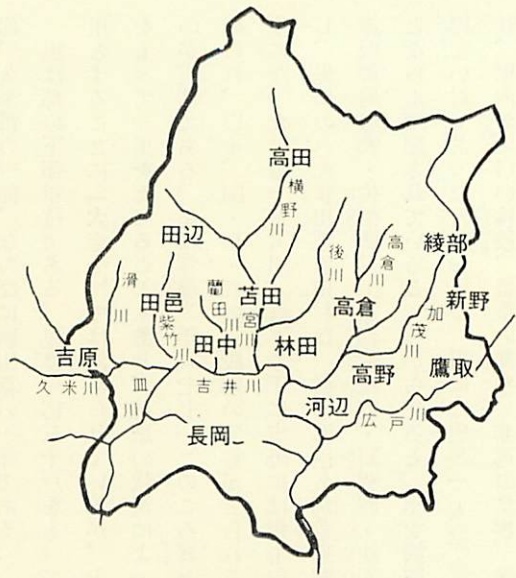 高田
横野川
田辺
後川
高倉川
綾部
滑川
田邑
藺田川
苫田
宮川
高倉
新野
紫竹川
田中
林田
加茂川
吉原
久米川
皿川
吉井川
高野
鷹取
河辺
広戸川
長岡